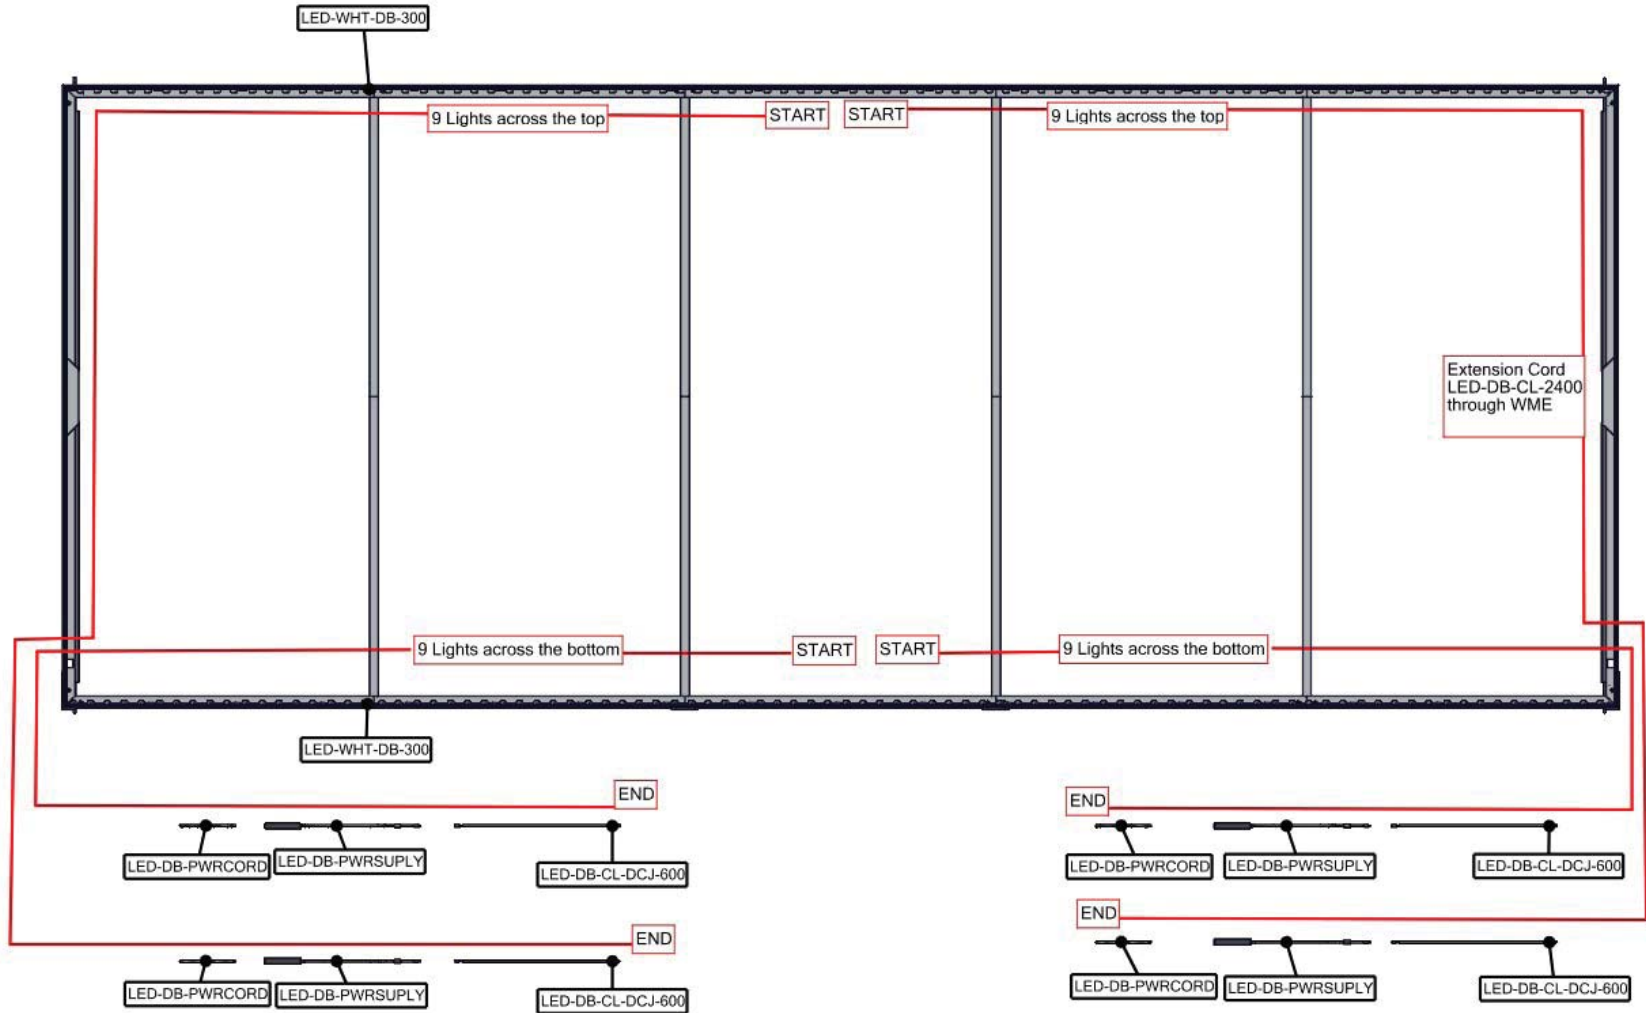 LED-WHT-DB-300
9 Lights across the top
START
START
9 Lights across the top
Extension Cord
LED-DB-CL-2400
through WME
9 Lights across the bottom
START
START
9 Lights across the bottom
LED-WHT-DB-300
END
END
LED-DB-PWRCORD
LED-DB-PWRSUPLY
LED-DB-CL-DCJ-600
LED-DB-PWRCORD
LED-DB-PWRSUPLY
LED-DB-CL-DCJ-600
END
END
LED-DB-PWRCORD
LED-DB-PWRSUPLY
LED-DB-CL-DCJ-600
LED-DB-PWRCORD
LED-DB-PWRSUPLY
LED-DB-CL-DCJ-600